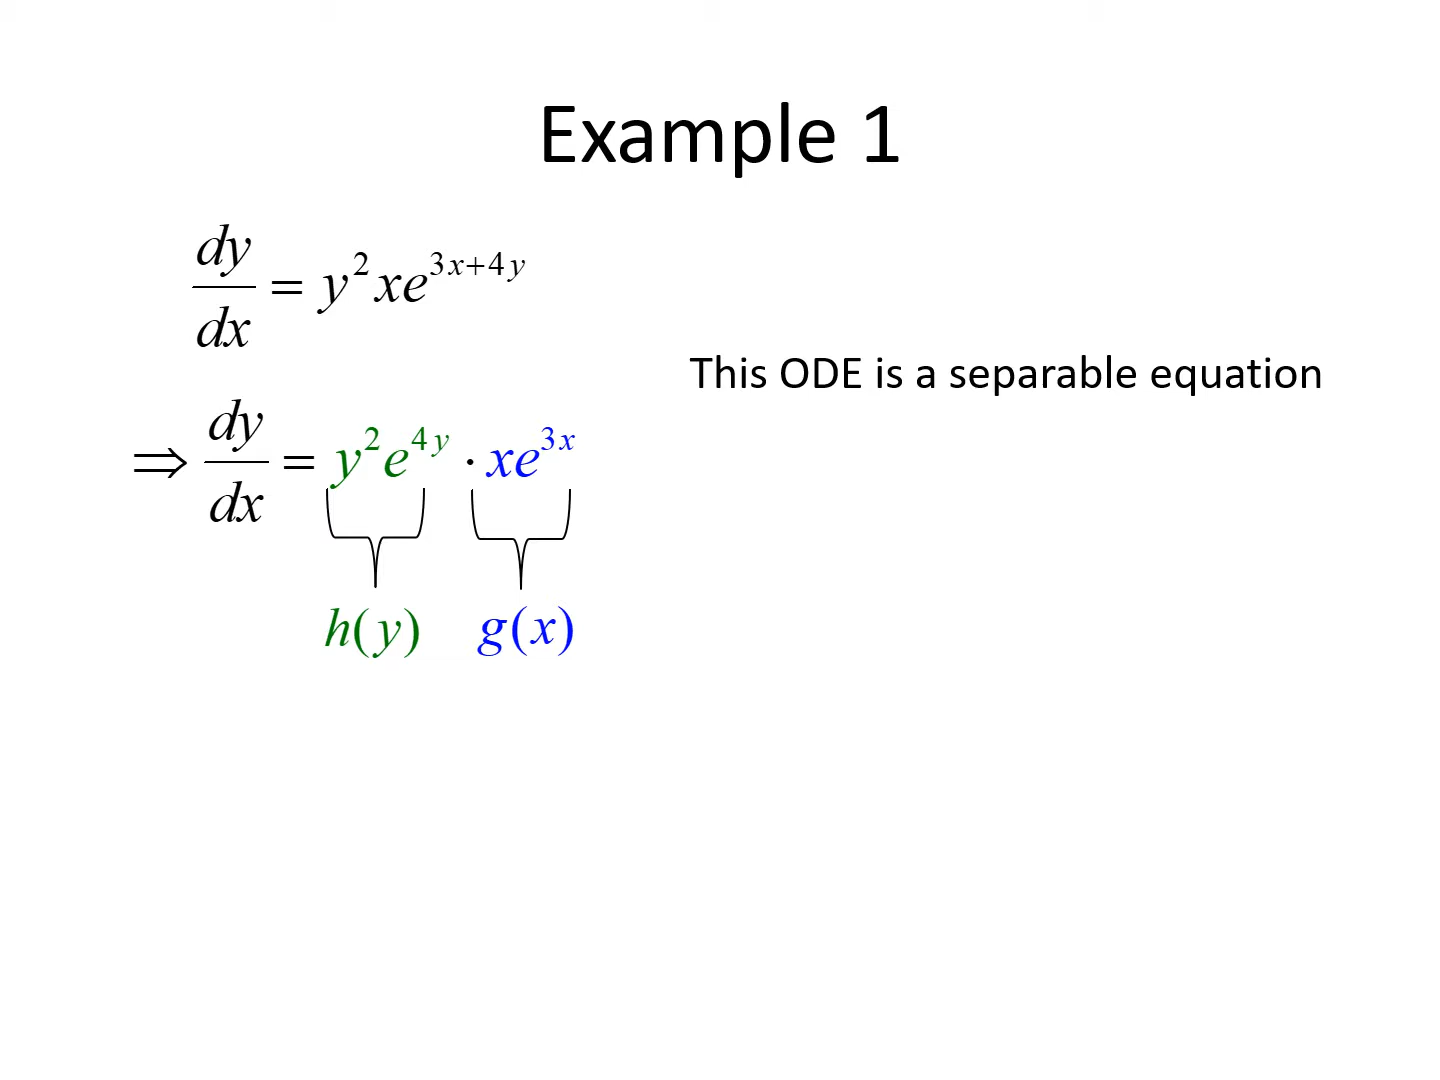 Example 1
dy/dx = y²xe^{3x+4y}
This ODE is a separable equation
⇒ dy/dx = y²e^{4y} · xe^{3x}
h(y) g(x)